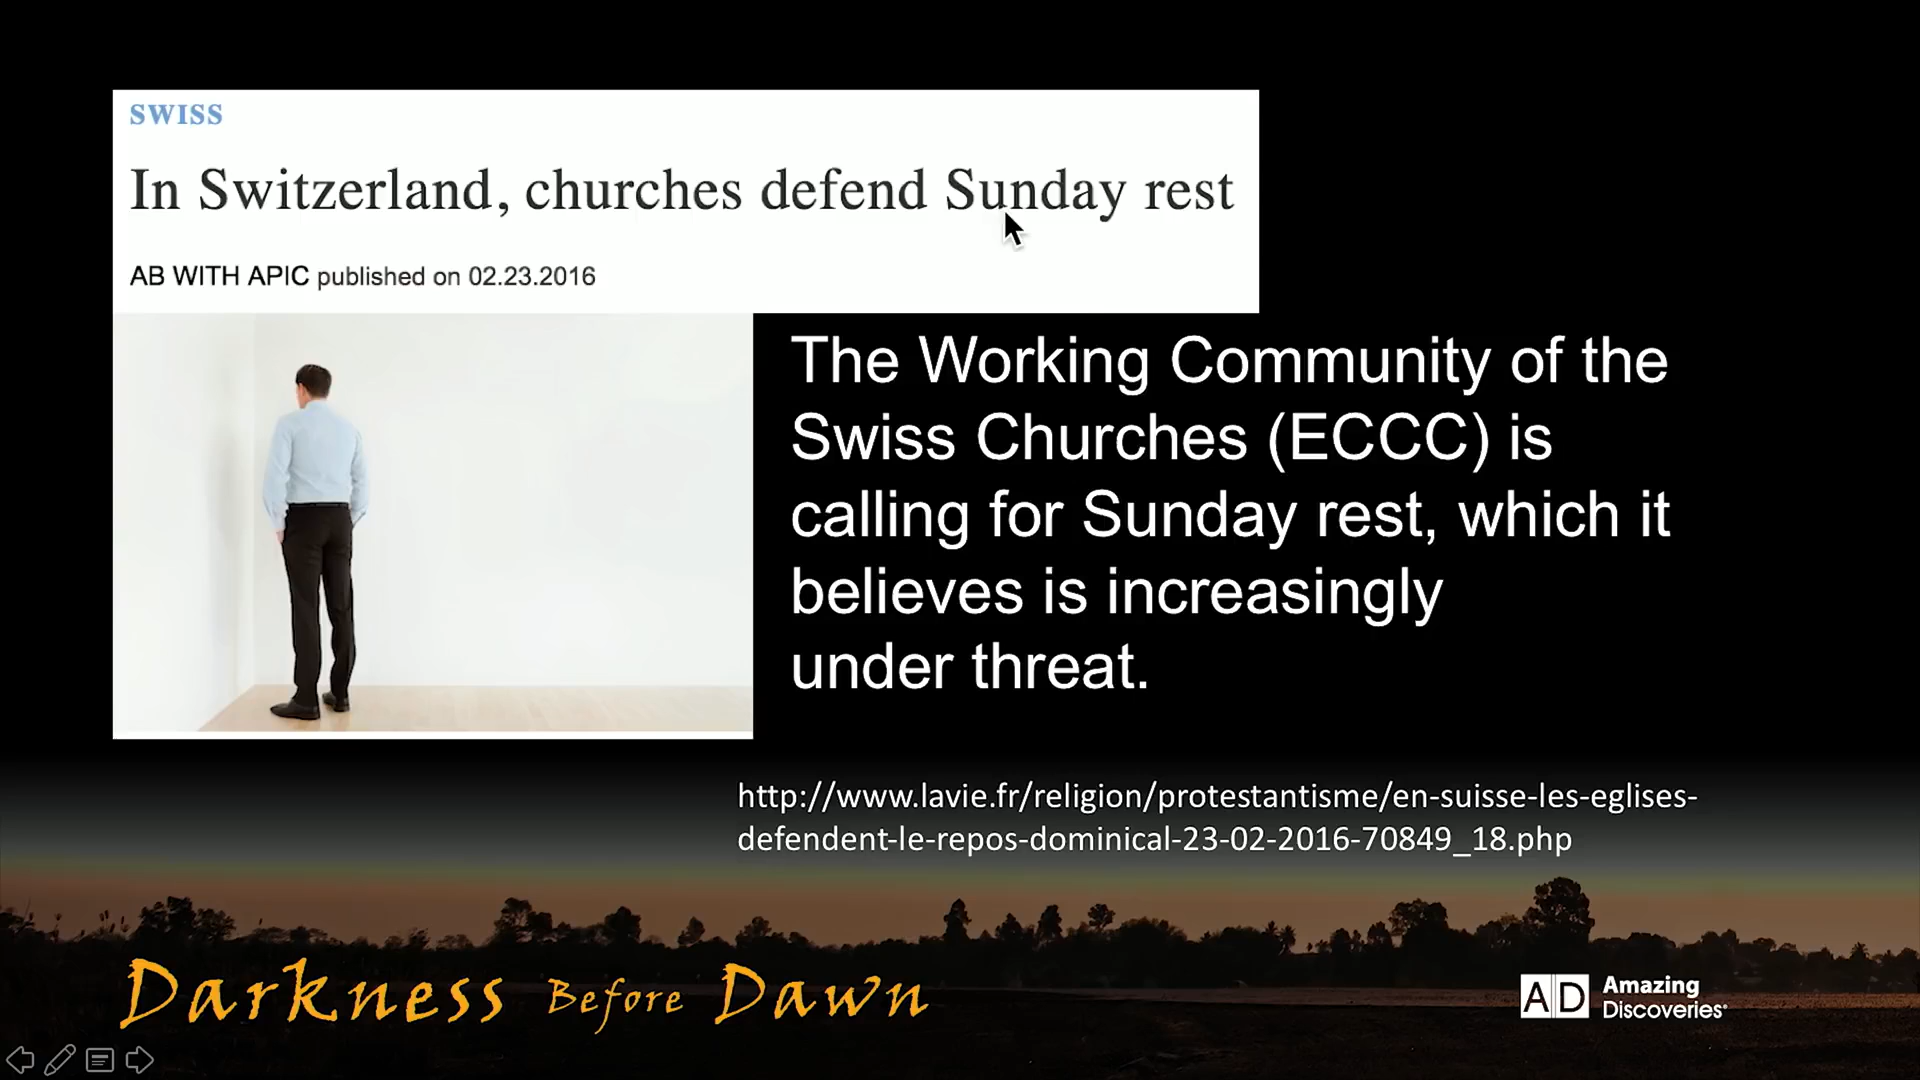 SWISS
In Switzerland, churches defend Sunday rest
AB WITH APIC published on 02.23.2016
The Working Community of the
Swiss Churches (ECCC) is
calling for Sunday rest, which it
believes is increasingly
under threat.
http://www.lavie.fr/religion/protestantisme/en-suisse-les-eglises-
defendent-le-repos-dominical-23-02-2016-70849_18.php
Darkness Before Dawn
AD Amazing
Discoveries